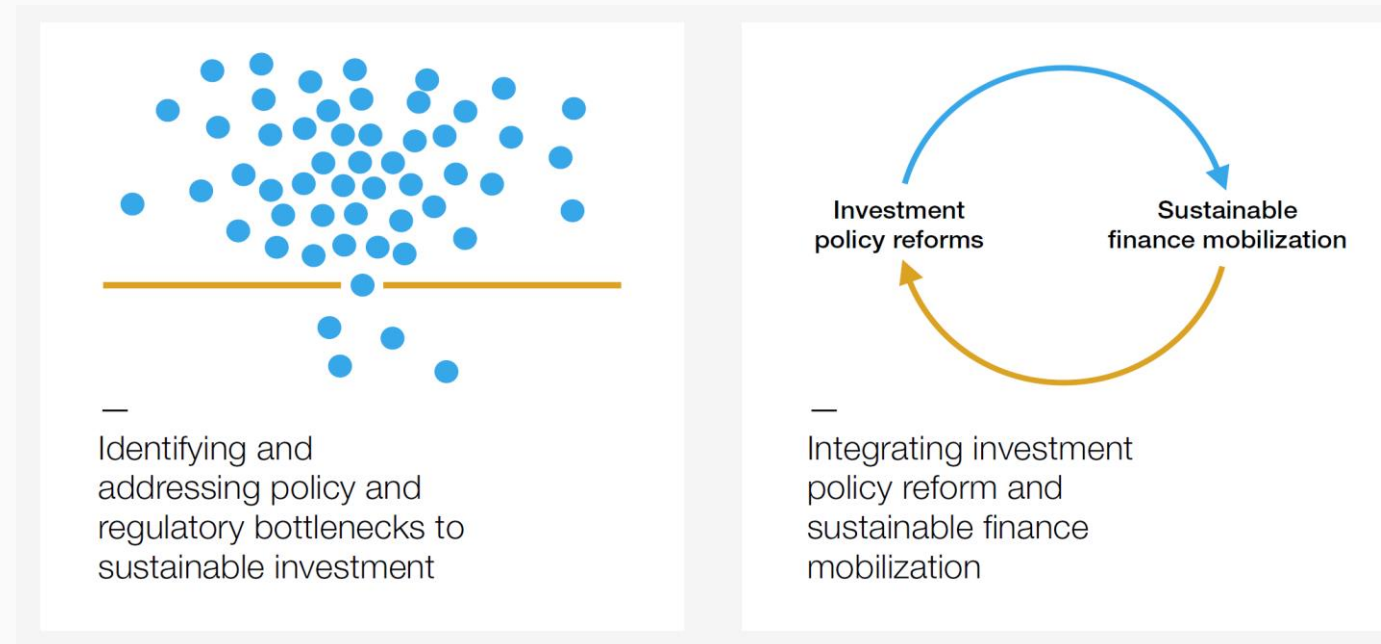 Identifying and
addressing policy and
regulatory bottlenecks to
sustainable investment
Investment
policy reforms
Sustainable
finance mobilization
Integrating investment
policy reform and
sustainable finance
mobilization